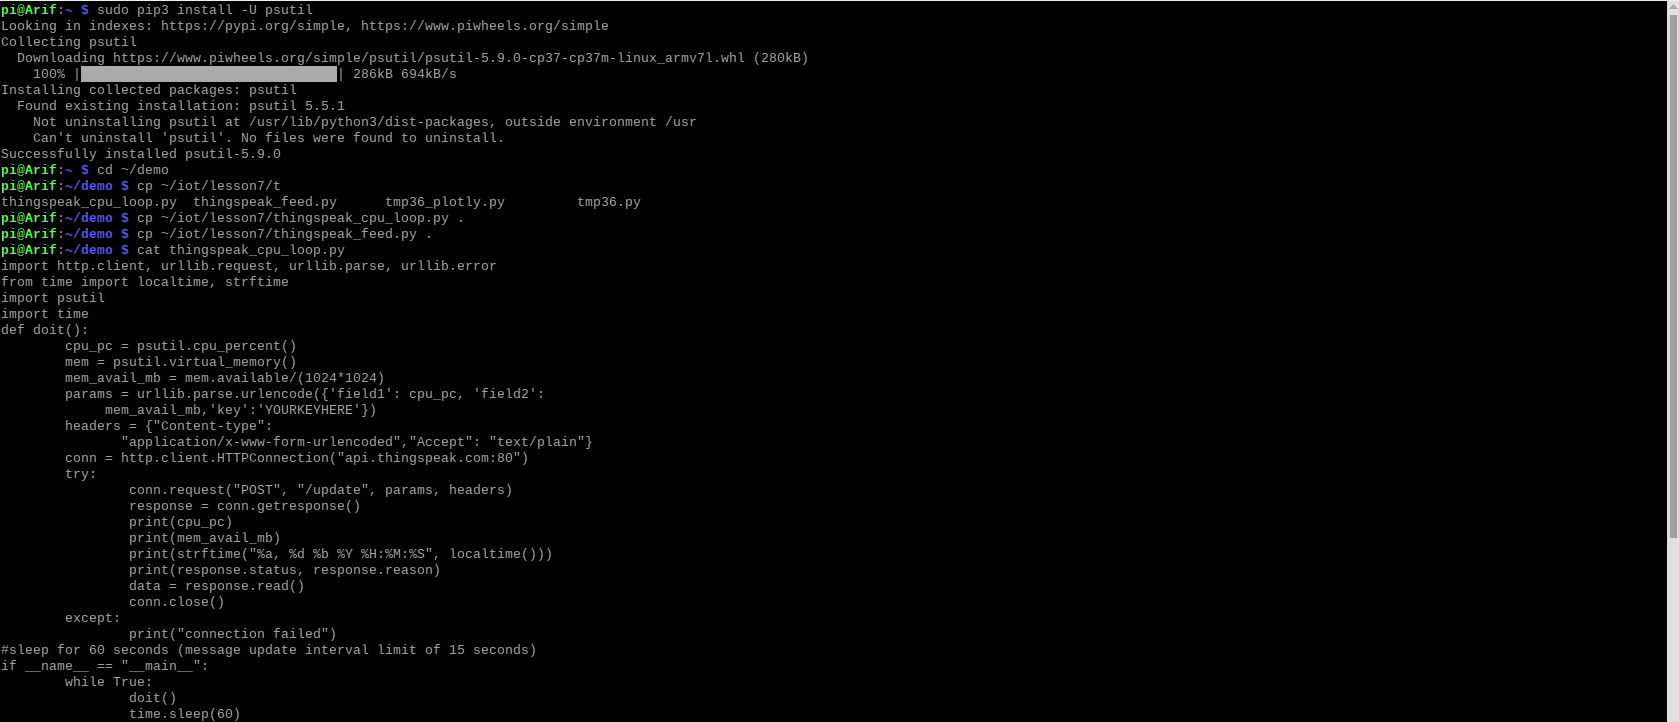 pi@Arif:~ $ sudo pip3 install -U psutil
Looking in indexes: https://pypi.org/simple, https://www.piwheels.org/simple
Collecting psutil
  Downloading https://www.piwheels.org/simple/psutil/psutil-5.9.0-cp37-cp37m-linux_armv7l.whl (280kB)
    100% |████████████████████████████████| 286kB 694kB/s
Installing collected packages: psutil
  Found existing installation: psutil 5.5.1
    Not uninstalling psutil at /usr/lib/python3/dist-packages, outside environment /usr
    Can't uninstall 'psutil'. No files were found to uninstall.
Successfully installed psutil-5.9.0
pi@Arif:~ $ cd ~/demo
pi@Arif:~/demo $ cp ~/iot/lesson7/t
thingspeak_cpu_loop.py  thingspeak_feed.py      tmp36_plotly.py         tmp36.py
pi@Arif:~/demo $ cp ~/iot/lesson7/thingspeak_cpu_loop.py .
pi@Arif:~/demo $ cp ~/iot/lesson7/thingspeak_feed.py .
pi@Arif:~/demo $ cat thingspeak_cpu_loop.py
import http.client, urllib.request, urllib.parse, urllib.error
from time import localtime, strftime
import psutil
import time
def doit():
        cpu_pc = psutil.cpu_percent()
        mem = psutil.virtual_memory()
        mem_avail_mb = mem.available/(1024*1024)
        params = urllib.parse.urlencode({'field1': cpu_pc, 'field2':
             mem_avail_mb,'key':'YOURKEYHERE'})
        headers = {"Content-type":
               "application/x-www-form-urlencoded","Accept": "text/plain"}
        conn = http.client.HTTPConnection("api.thingspeak.com:80")
        try:
                conn.request("POST", "/update", params, headers)
                response = conn.getresponse()
                print(cpu_pc)
                print(mem_avail_mb)
                print(strftime("%a, %d %b %Y %H:%M:%S", localtime()))
                print(response.status, response.reason)
                data = response.read()
                conn.close()
        except:
                print("connection failed")
#sleep for 60 seconds (message update interval limit of 15 seconds)
if __name__ == "__main__":
        while True:
                doit()
                time.sleep(60)